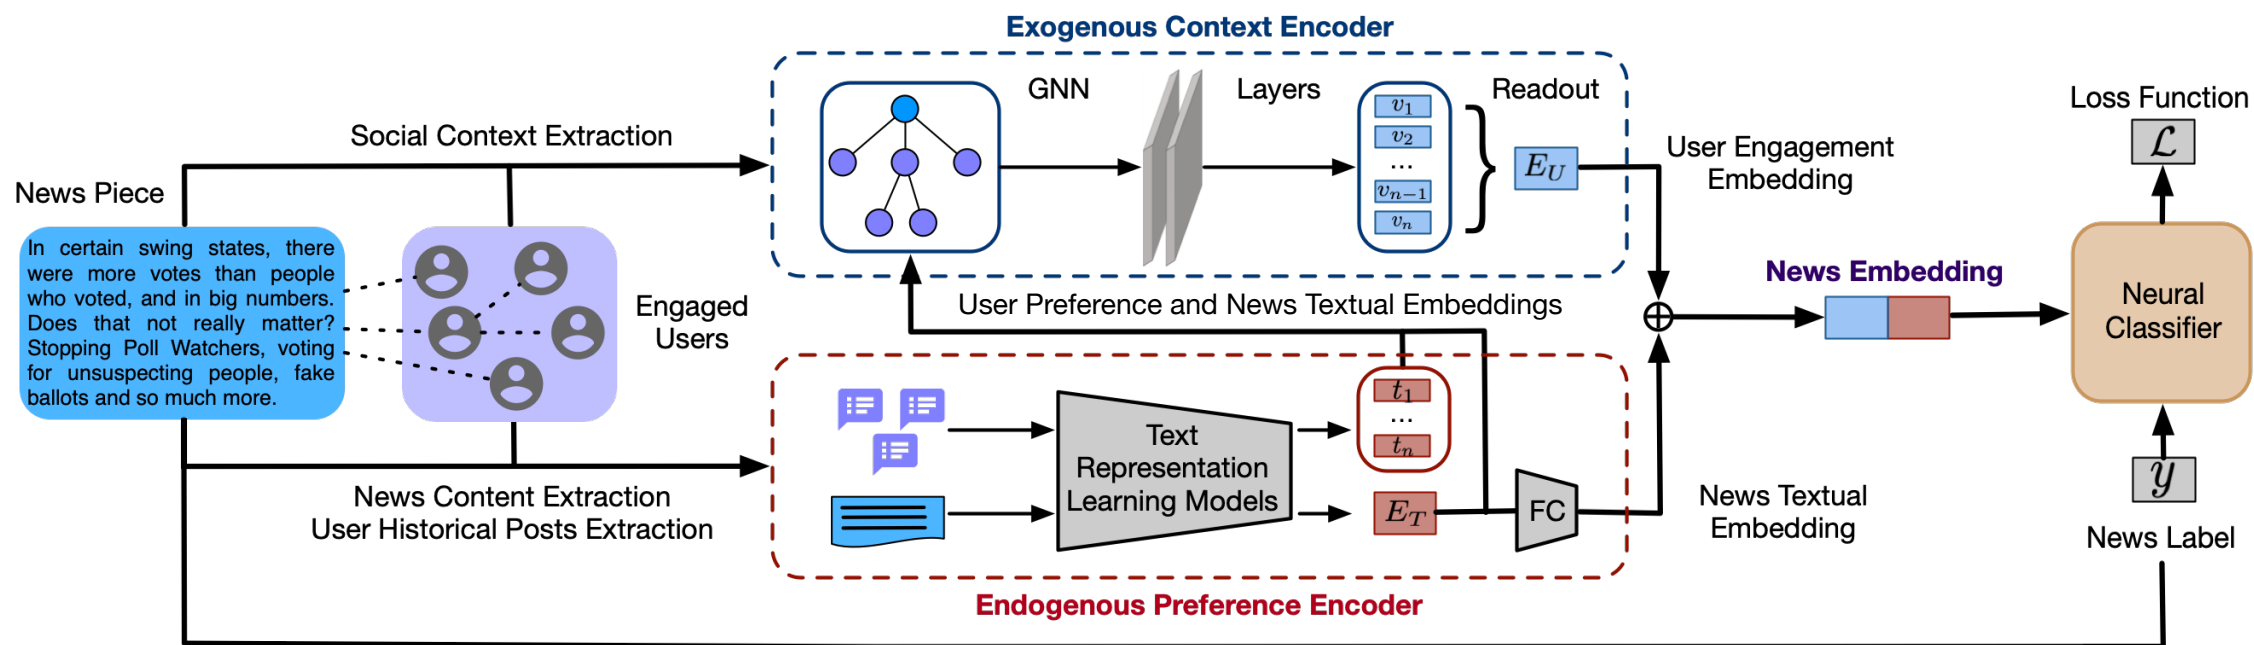 Exogenous Context Encoder
Social Context Extraction
News Piece
In certain swing states, there
were more votes than people
who voted, and in big numbers.
Does that not really matter?
Stopping Poll Watchers, voting
for unsuspecting people, fake
ballots and so much more.
Engaged
Users
News Content Extraction
User Historical Posts Extraction
GNN Layers
Readout
v₁
v₂
...
vₙ₋₁
vₙ
E_U
User Engagement
Embedding
User Preference and News Textual Embeddings
Text
Representation
Learning Models
t₁
...
tₙ
E_T
FC
News Textual
Embedding
Endogenous Preference Encoder
News Embedding
Loss Function
ℒ
Neural
Classifier
y
News Label